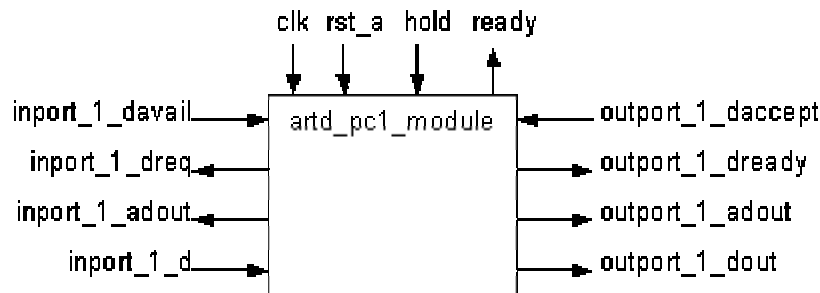 clk rst_a hold ready
inport_1_davail artd_pc1_module outport_1_daccept
inport_1_dreq outport_1_dready
inport_1_adout outport_1_adout
inport_1_d outport_1_dout